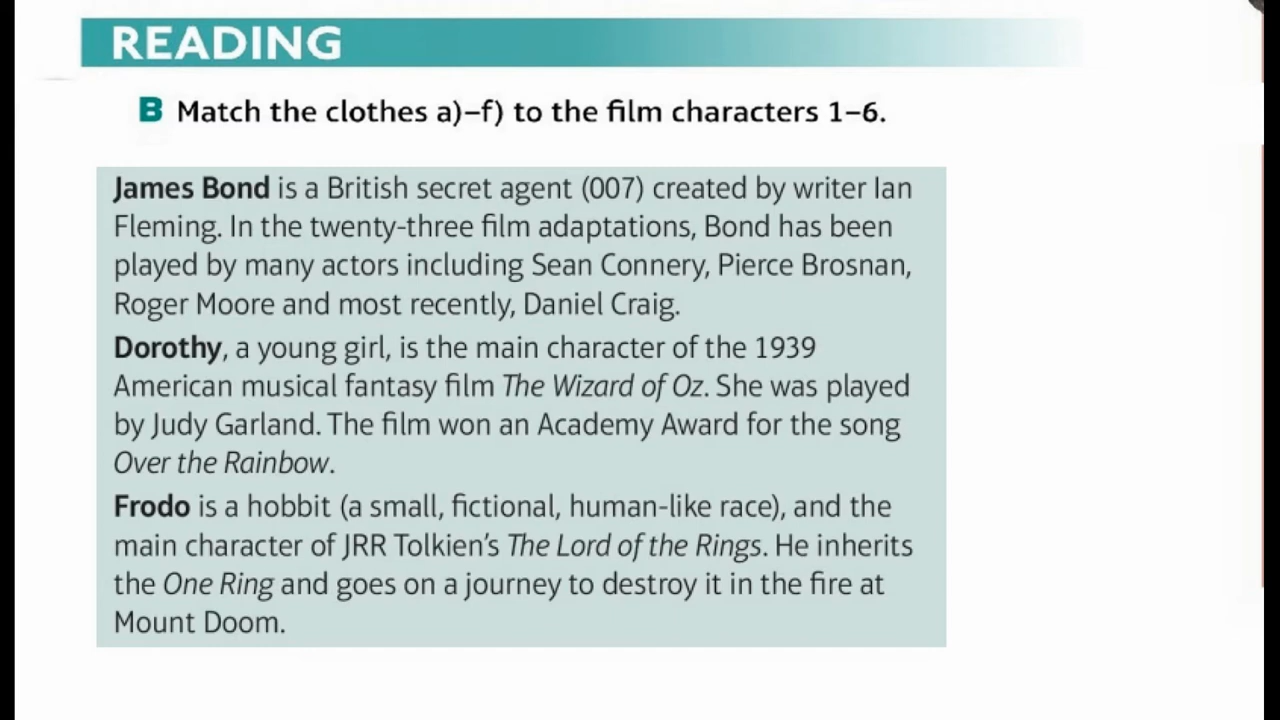 READING
B Match the clothes a)–f) to the film characters 1–6.
James Bond is a British secret agent (007) created by writer Ian
Fleming. In the twenty-three film adaptations, Bond has been
played by many actors including Sean Connery, Pierce Brosnan,
Roger Moore and most recently, Daniel Craig.
Dorothy, a young girl, is the main character of the 1939
American musical fantasy film The Wizard of Oz. She was played
by Judy Garland. The film won an Academy Award for the song
Over the Rainbow.
Frodo is a hobbit (a small, fictional, human-like race), and the
main character of JRR Tolkien’s The Lord of the Rings. He inherits
the One Ring and goes on a journey to destroy it in the fire at
Mount Doom.